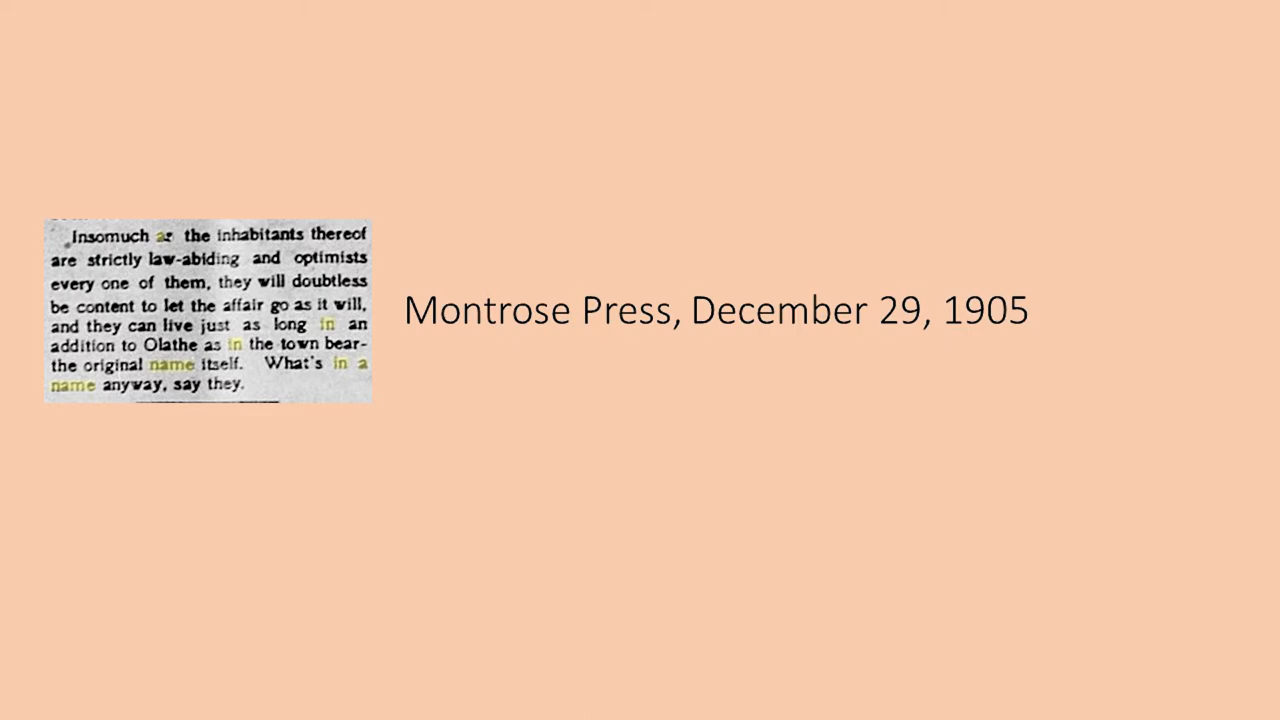 Insomuch as the inhabitants thereof
are strictly law-abiding and optimists
every one of them, they will doubtless
be content to let the affair go as it will,
and they can live just as long in an
addition to Olathe as in the town bear-
the original name itself. What's in a
name anyway, say they.
Montrose Press, December 29, 1905